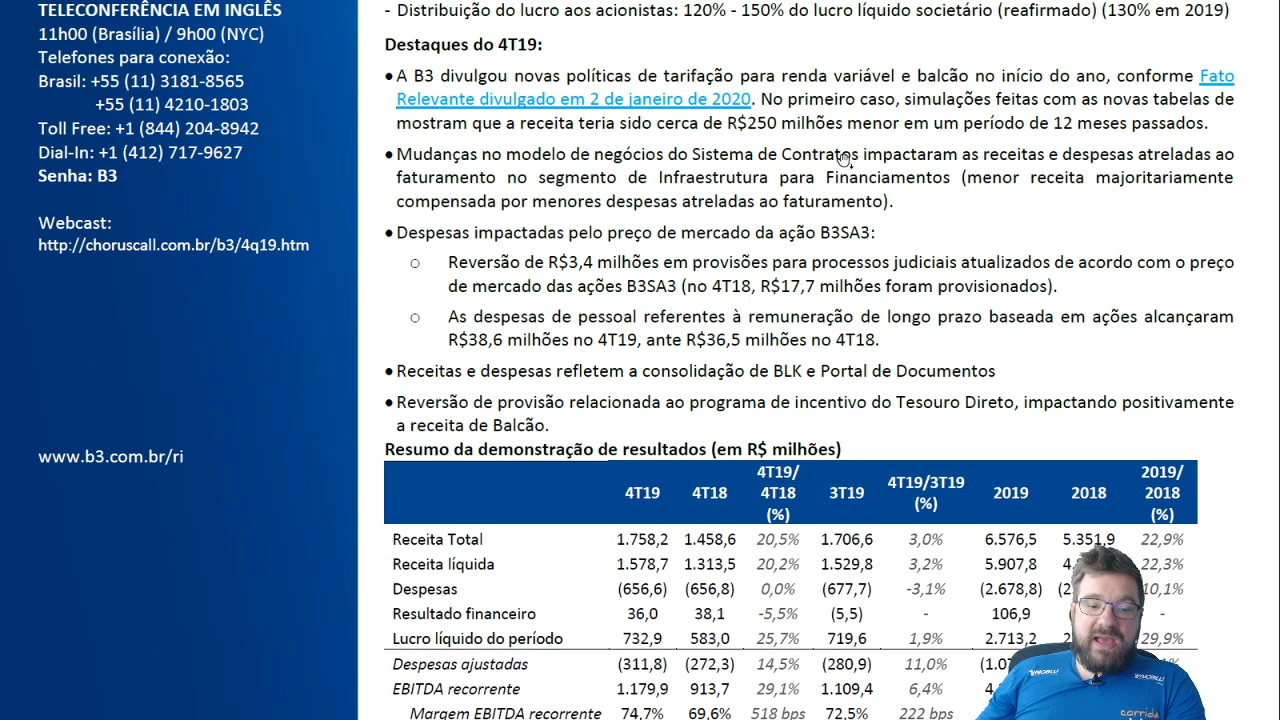 TELECONFERÊNCIA EM INGLÊS
11h00 (Brasília) / 9h00 (NYC)
Telefones para conexão:
Brasil: +55 (11) 3181-8565
+55 (11) 4210-1803
Toll Free: +1 (844) 204-8942
Dial-In: +1 (412) 717-9627
Senha: B3
Webcast:
http://choruscall.com.br/b3/4q19.htm
www.b3.com.br/ri
- Distribuição do lucro aos acionistas: 120% - 150% do lucro líquido societário (reafirmado) (130% em 2019)
Destaques do 4T19:
• A B3 divulgou novas políticas de tarifação para renda variável e balcão no início do ano, conforme Fato
Relevante divulgado em 2 de janeiro de 2020. No primeiro caso, simulações feitas com as novas tabelas de
mostram que a receita teria sido cerca de R$250 milhões menor em um período de 12 meses passados.
• Mudanças no modelo de negócios do Sistema de Contratos impactaram as receitas e despesas atreladas ao
faturamento no segmento de Infraestrutura para Financiamentos (menor receita majoritariamente
compensada por menores despesas atreladas ao faturamento).
• Despesas impactadas pelo preço de mercado da ação B3SA3:
○ Reversão de R$3,4 milhões em provisões para processos judiciais atualizados de acordo com o preço
de mercado das ações B3SA3 (no 4T18, R$17,7 milhões foram provisionados).
○ As despesas de pessoal referentes à remuneração de longo prazo baseada em ações alcançaram
R$38,6 milhões no 4T19, ante R$36,5 milhões no 4T18.
• Receitas e despesas refletem a consolidação de BLK e Portal de Documentos
• Reversão de provisão relacionada ao programa de incentivo do Tesouro Direto, impactando positivamente
a receita de Balcão.
Resumo da demonstração de resultados (em R$ milhões)
4T19 4T18 4T19/ 4T18 (%) 3T19 4T19/3T19 (%) 2019 2018 2019/ 2018 (%)
Receita Total 1.758,2 1.458,6 20,5% 1.706,6 3,0% 6.576,5 5.351,9 22,9%
Receita líquida 1.578,7 1.313,5 20,2% 1.529,8 3,2% 5.907,8 22,3%
Despesas (656,6) (656,8) 0,0% (677,7) -3,1% (2.678,8) 10,1%
Resultado financeiro 36,0 38,1 -5,5% (5,5) - 106,9 -
Lucro líquido do período 732,9 583,0 25,7% 719,6 1,9% 2.713,2 29,9%
Despesas ajustadas (311,8) (272,3) 14,5% (280,9) 11,0%
EBITDA recorrente 1.179,9 913,7 29,1% 1.109,4 6,4%
Margem EBITDA recorrente 74,7% 69,6% 518 bps 72,5% 222 bps
corrida